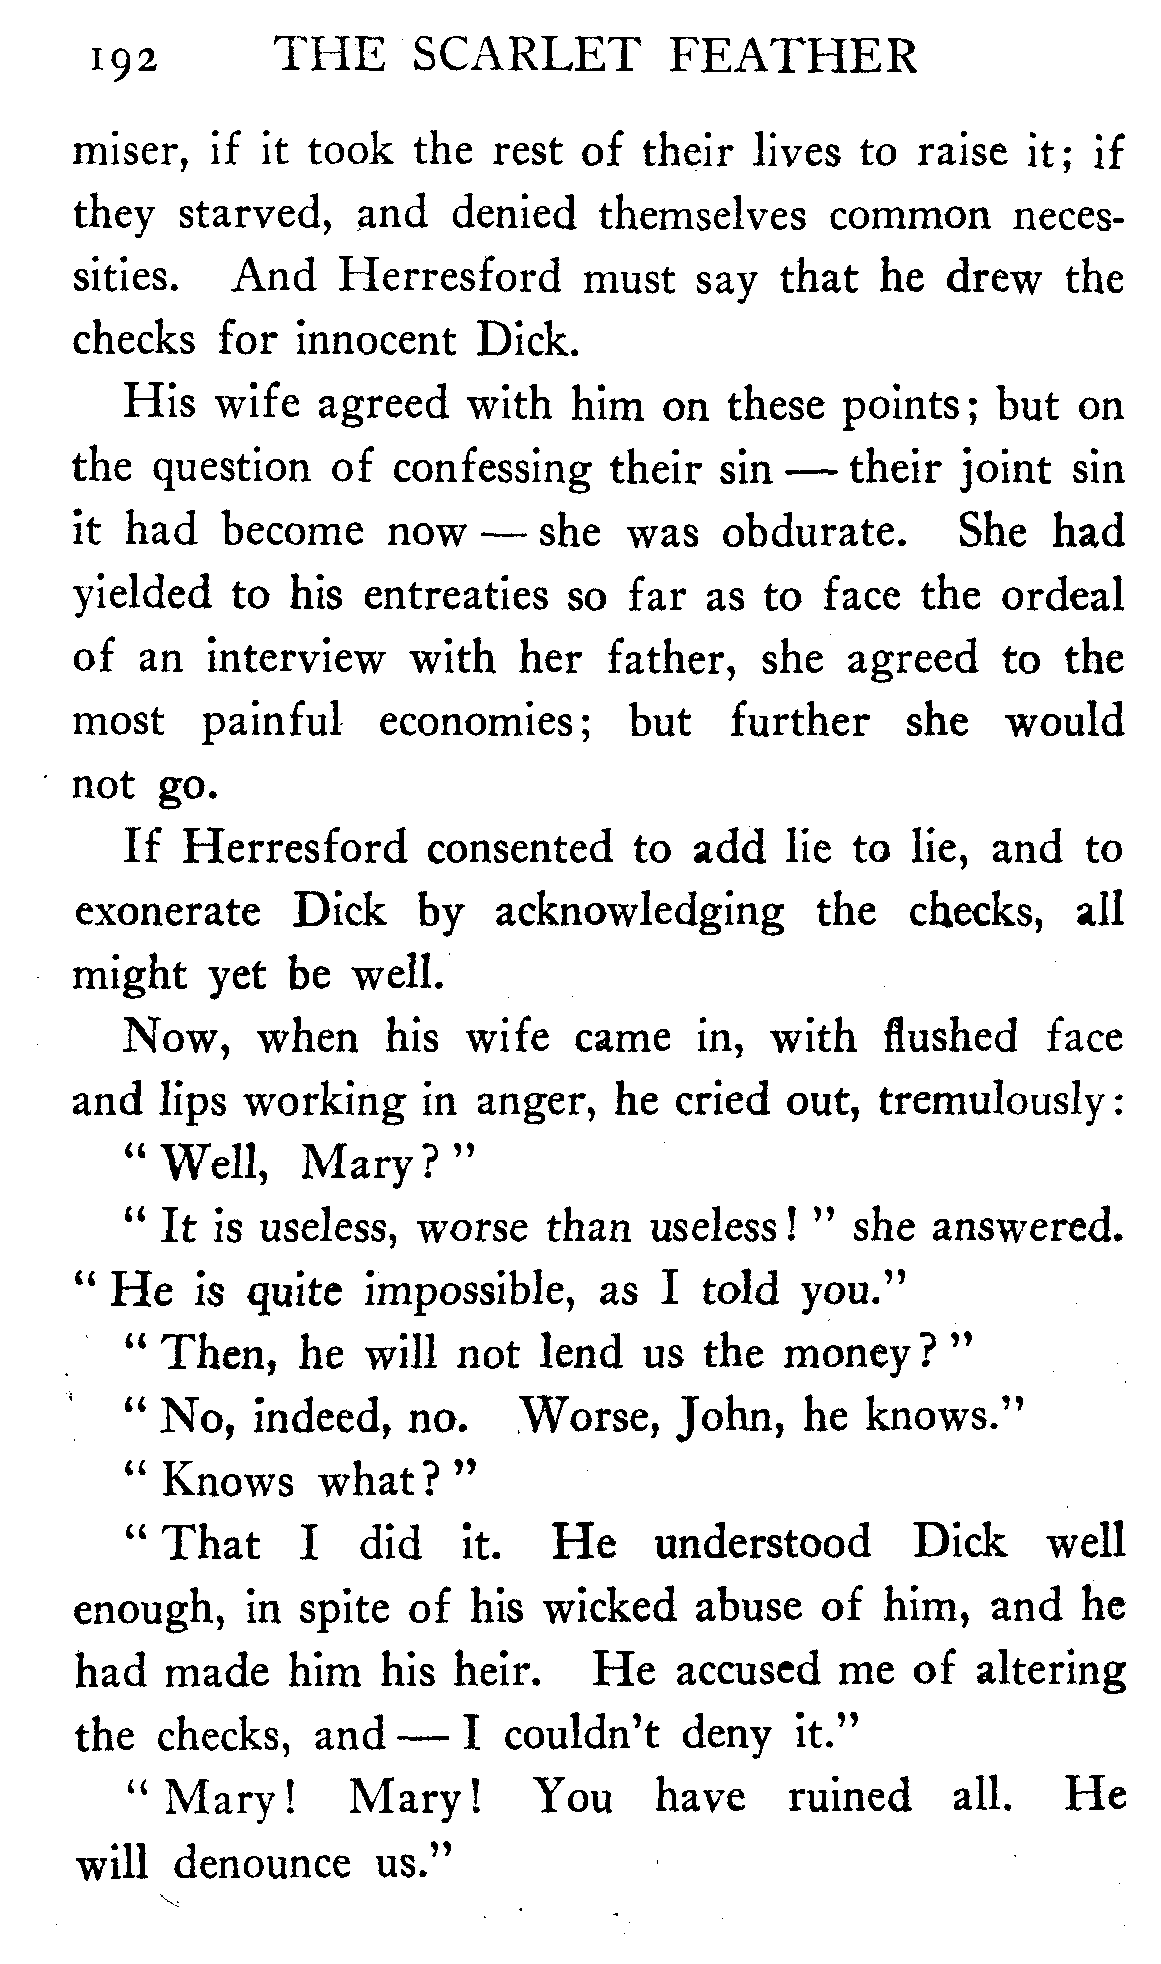 192 THE SCARLET FEATHER
miser, if it took the rest of their lives to raise it; if
they starved, and denied themselves common neces-
sities. And Herresford must say that he drew the
checks for innocent Dick.
His wife agreed with him on these points; but on
the question of confessing their sin — their joint sin
it had become now — she was obdurate. She had
yielded to his entreaties so far as to face the ordeal
of an interview with her father, she agreed to the
most painful economies; but further she would
not go.
If Herresford consented to add lie to lie, and to
exonerate Dick by acknowledging the checks, all
might yet be well.
Now, when his wife came in, with flushed face
and lips working in anger, he cried out, tremulously:
“ Well, Mary? ”
“ It is useless, worse than useless! ” she answered.
“ He is quite impossible, as I told you.”
“ Then, he will not lend us the money? ”
“ No, indeed, no. Worse, John, he knows.”
“ Knows what? ”
“ That I did it. He understood Dick well
enough, in spite of his wicked abuse of him, and he
had made him his heir. He accused me of altering
the checks, and — I couldn't deny it.”
“ Mary! Mary! You have ruined all. He
will denounce us.”